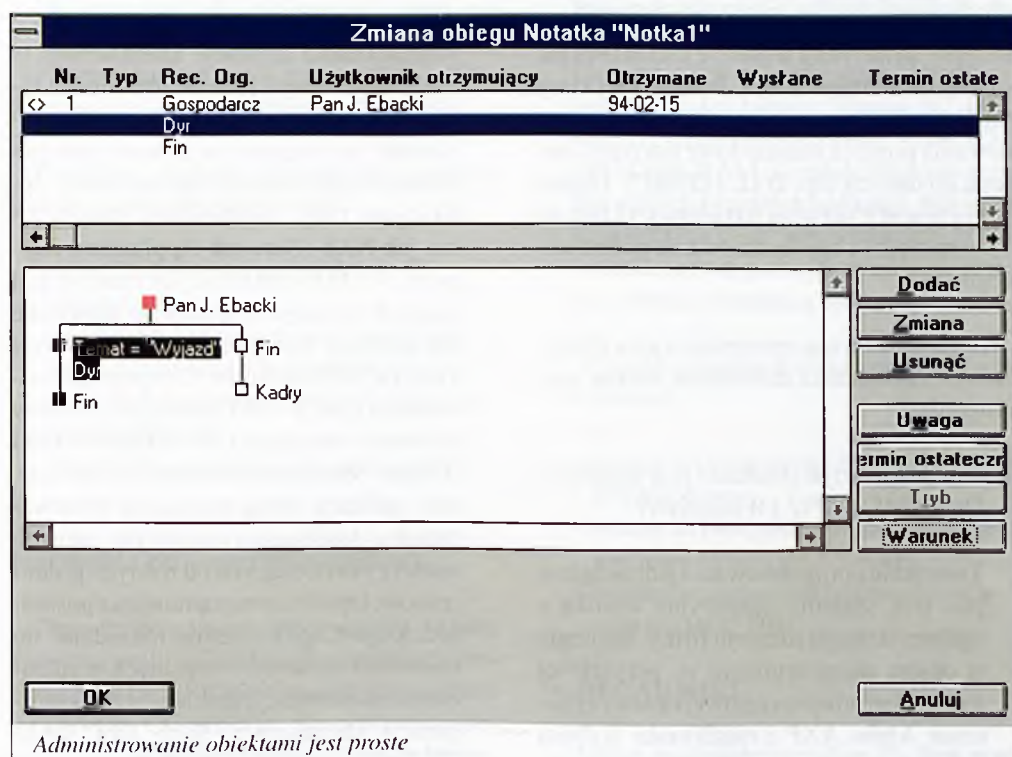 Zmiana obiegu Notatka "Notka1"
Nr. Typ Rec. Org. Użytkownik otrzymujący Otrzymane Wysłane Termin ostate
<> 1 Gospodarcz Pan J. Ebacki 94-02-15
Dyr
Fin
Pan J. Ebacki
Temat = "Wyjazd" Fin
Dyr
Kadry
Fin
Dodać
Zmiana
Usunąć
Uwaga
ermin ostateczn
Tryb
Warunek
OK
Anuluj
Administrowanie obiektami jest proste